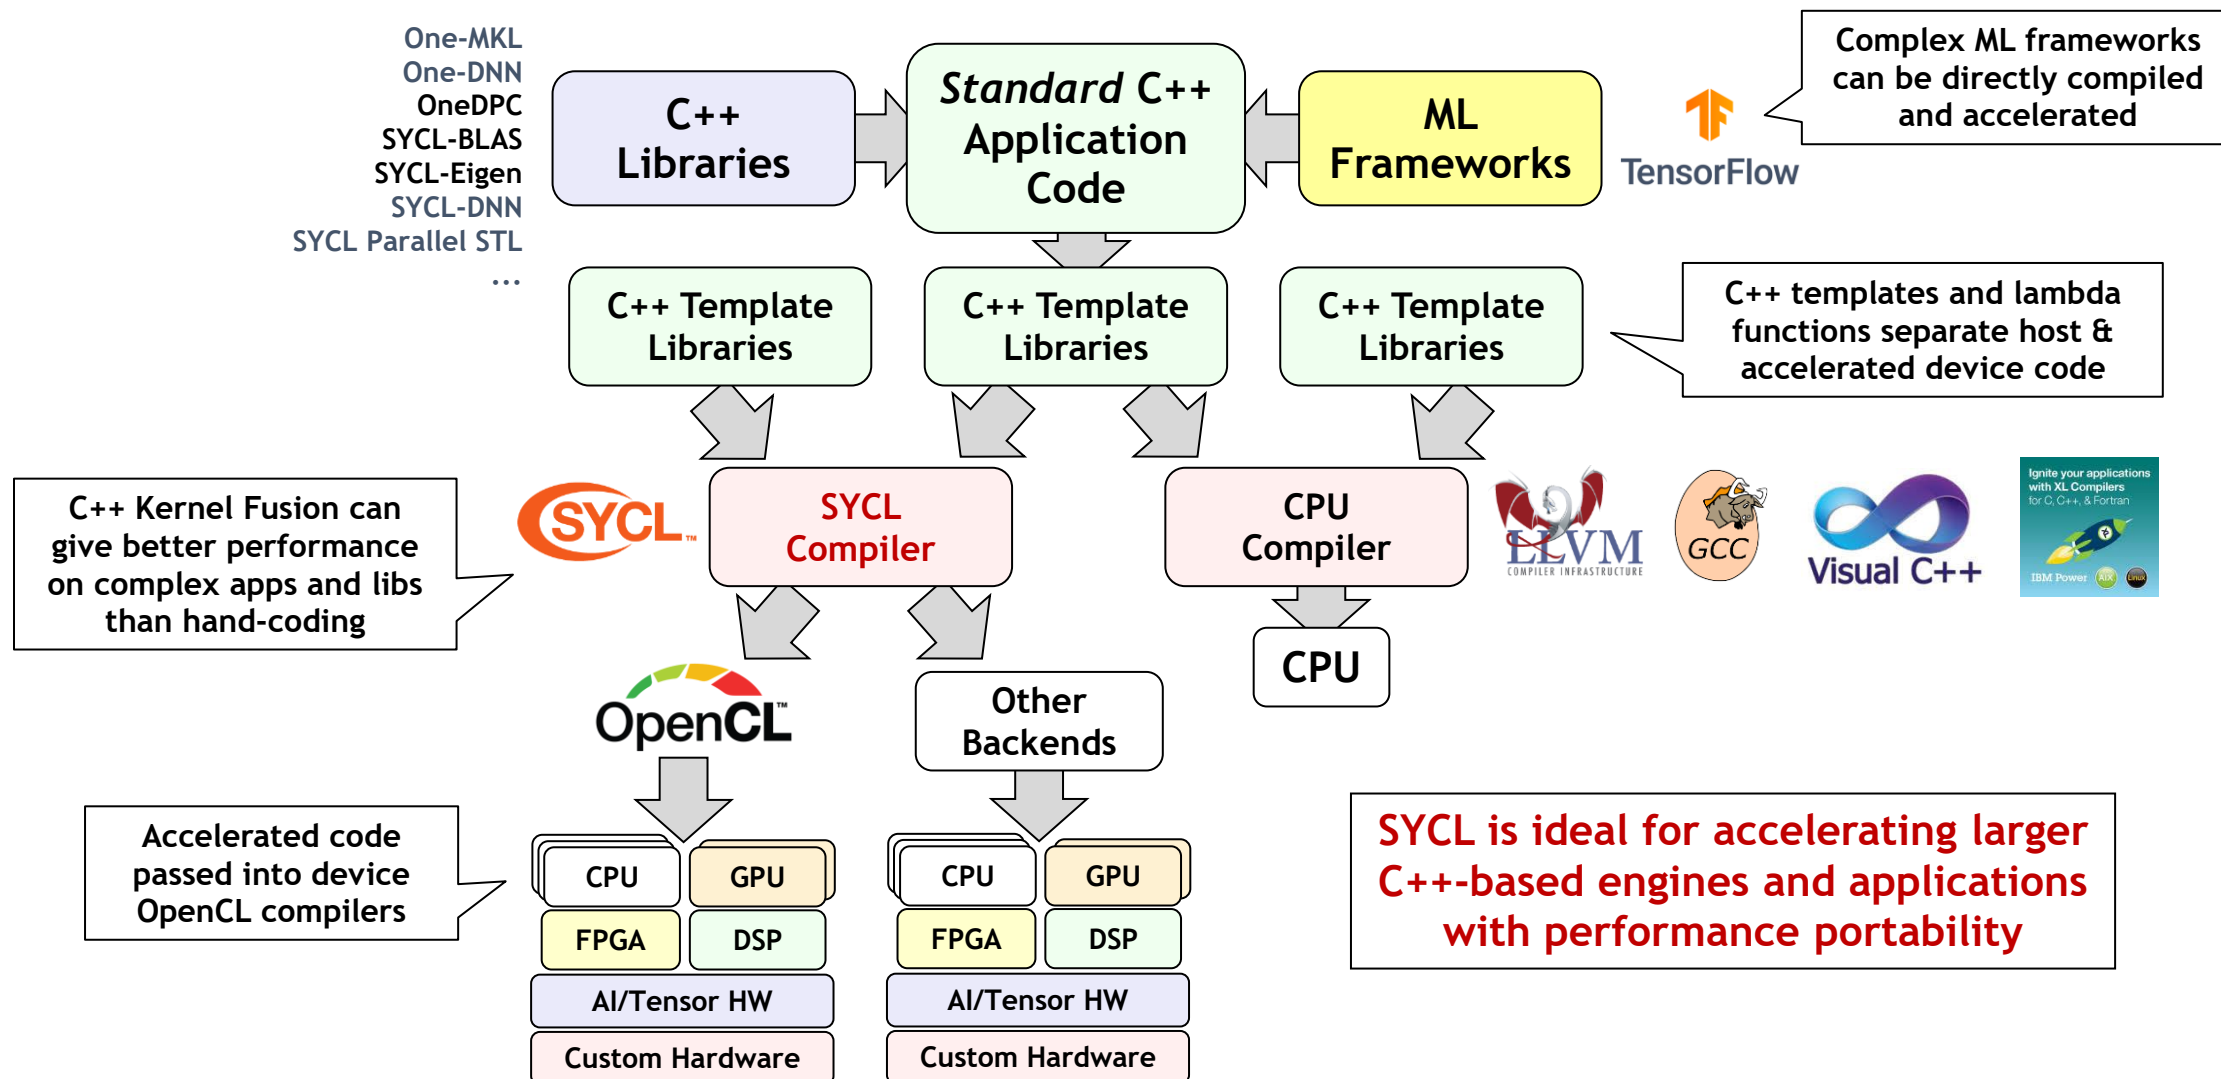 One-MKL
One-DNN
OneDPC
SYCL-BLAS
SYCL-Eigen
SYCL-DNN
SYCL Parallel STL
...
C++
Libraries
Standard C++
Application
Code
ML
Frameworks
TensorFlow
Complex ML frameworks
can be directly compiled
and accelerated
C++ Template
Libraries
C++ Template
Libraries
C++ Template
Libraries
C++ templates and lambda
functions separate host &
accelerated device code
C++ Kernel Fusion can
give better performance
on complex apps and libs
than hand-coding
SYCL™
SYCL
Compiler
CPU
Compiler
LLVM
COMPILER INFRASTRUCTURE
GCC
Visual C++
Ignite your applications
with XL Compilers
for C, C++, & Fortran
IBM Power AIX Linux
OpenCL™
Other
Backends
CPU
Accelerated code
passed into device
OpenCL compilers
CPU GPU
FPGA DSP
AI/Tensor HW
Custom Hardware
CPU GPU
FPGA DSP
AI/Tensor HW
Custom Hardware
SYCL is ideal for accelerating larger
C++-based engines and applications
with performance portability